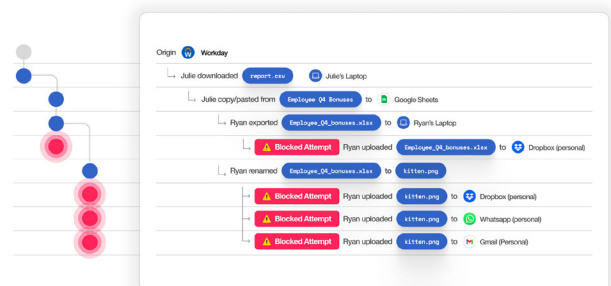 Origin Workday
Julie downloaded report.csv Julie's Laptop
Julie copy/pasted from Employee Q4 Bonuses to Google Sheets
Ryan exported Employee_Q4_bonuses.xlsx to Ryan's Laptop
Blocked Attempt Ryan uploaded Employee_Q4_bonuses.xlsx to Dropbox (personal)
Ryan renamed Employee_Q4_bonuses.xlsx to kitten.png
Blocked Attempt Ryan uploaded kitten.png to Dropbox (personal)
Blocked Attempt Ryan uploaded kitten.png to Whatsapp (personal)
Blocked Attempt Ryan uploaded kitten.png to Gmail (Personal)